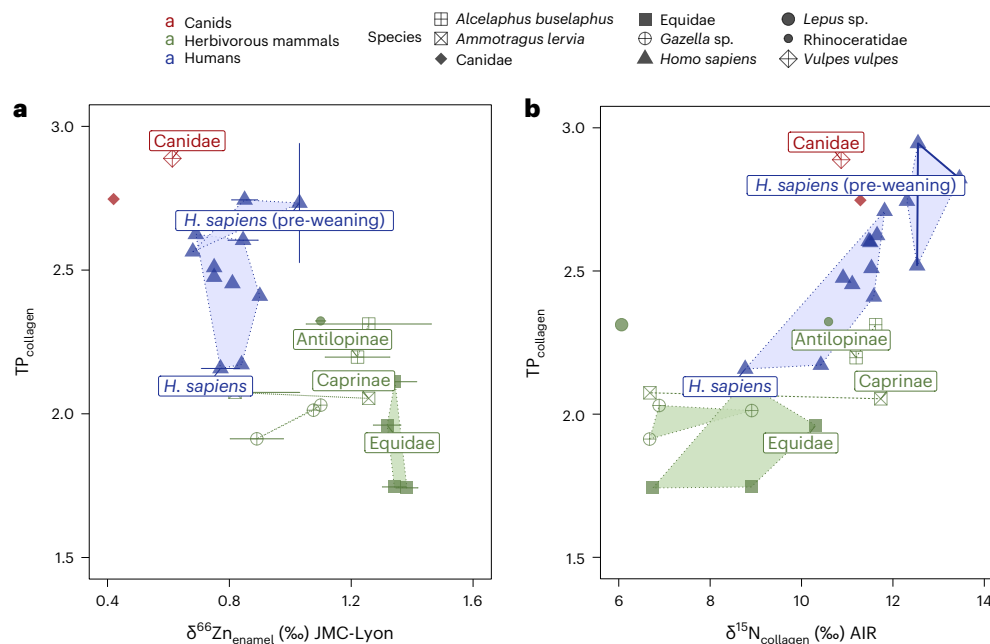 a Canids
a Herbivorous mammals
a Humans
Species
Alcelaphus buselaphus
Ammotragus lervia
Canidae
Equidae
Gazella sp.
Homo sapiens
Lepus sp.
Rhinoceratidae
Vulpes vulpes
a
3.0
2.5
2.0
1.5
TPcollagen
Canidae
H. sapiens (pre-weaning)
Antilopinae
Caprinae
H. sapiens
Equidae
0.4 0.8 1.2 1.6
δ66Znenamel (‰) JMC-Lyon
b
3.0
2.5
2.0
1.5
TPcollagen
Canidae
H. sapiens (pre-weaning)
Antilopinae
Caprinae
H. sapiens
Equidae
6 8 10 12 14
δ15Ncollagen (‰) AIR